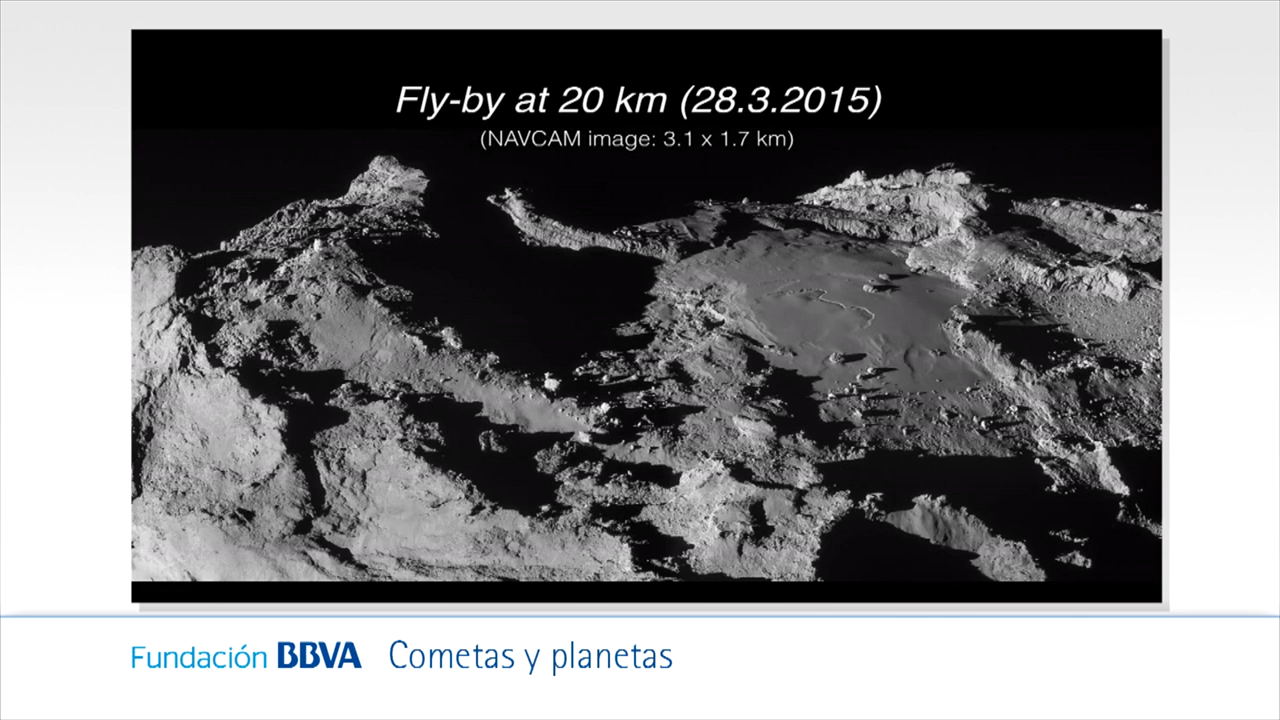 Fly-by at 20 km (28.3.2015)
(NAVCAM image: 3.1 x 1.7 km)
Fundación BBVA Cometas y planetas